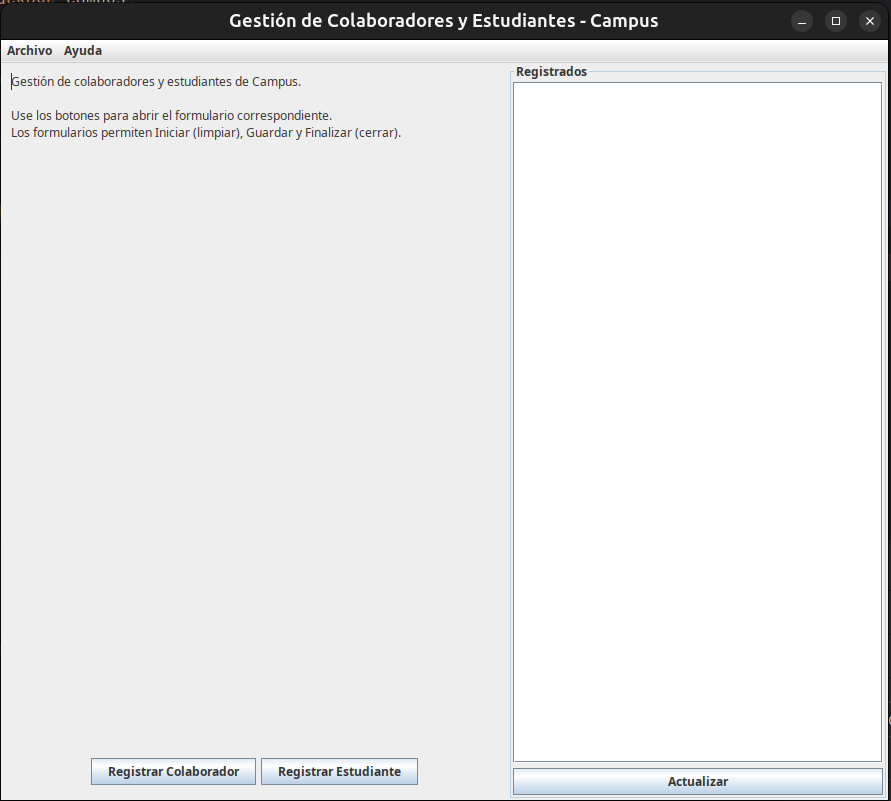 Gestión de Colaboradores y Estudiantes - Campus
Archivo Ayuda
Gestión de colaboradores y estudiantes de Campus.
Use los botones para abrir el formulario correspondiente.
Los formularios permiten Iniciar (limpiar), Guardar y Finalizar (cerrar).
Registrar Colaborador Registrar Estudiante
Registrados
Actualizar